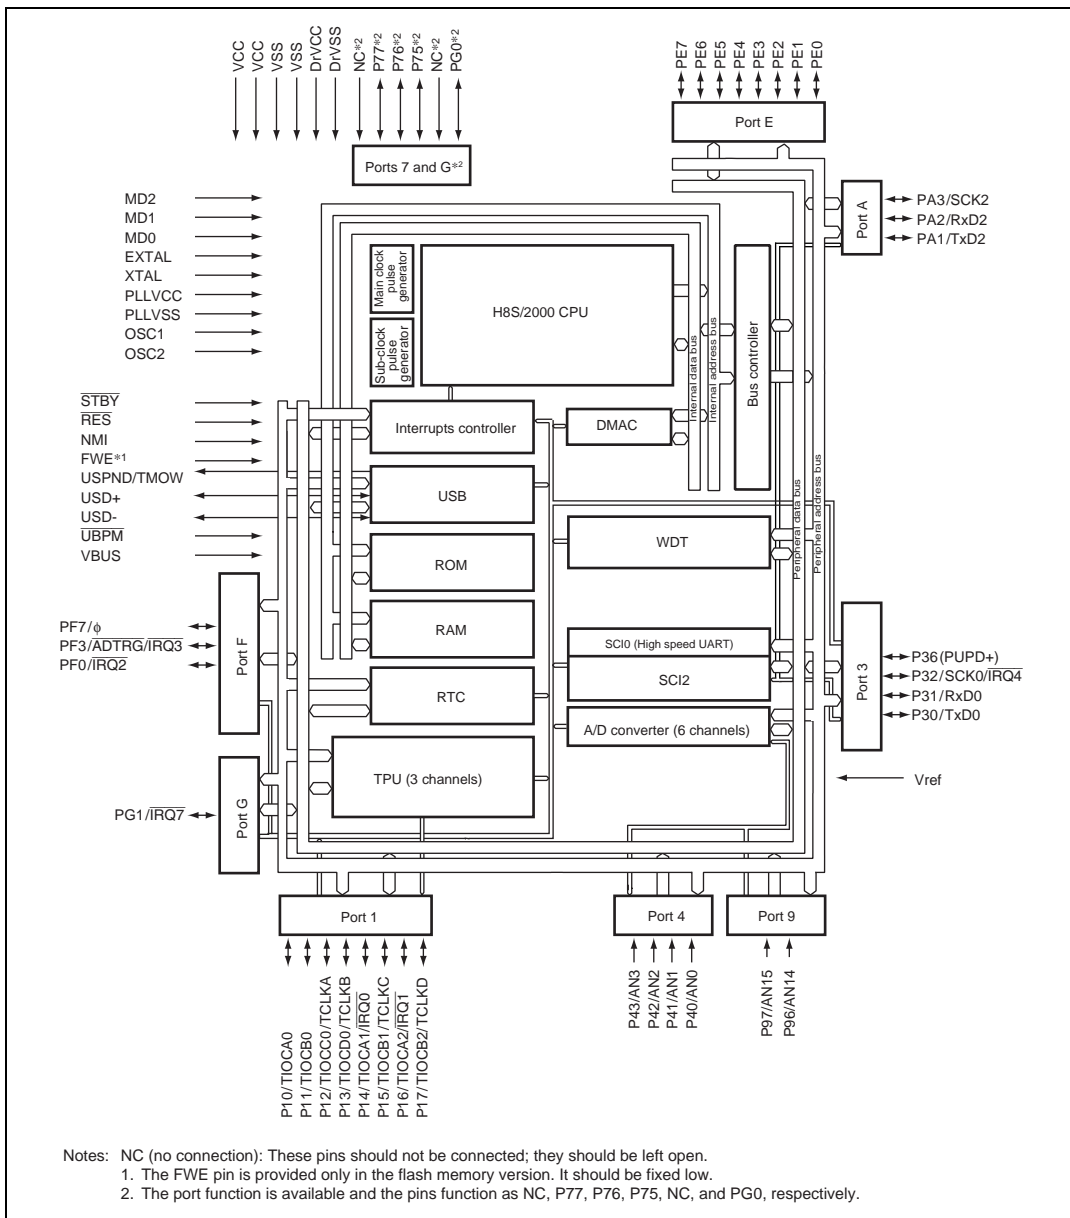 VCC
VCC
VSS
VSS
DrVCC
DrVSS
NC*2
P77*2
P76*2
P75*2
NC*2
PG0*2
PE7
PE6
PE5
PE4
PE3
PE2
PE1
PE0
Port E
Ports 7 and G*2
MD2
MD1
MD0
EXTAL
XTAL
PLLVCC
PLLVSS
OSC1
OSC2
Port A
PA3/SCK2
PA2/RxD2
PA1/TxD2
Main clock
pulse
generator
Sub-clock
pulse
generator
H8S/2000 CPU
Internal data bus
Internal address bus
Bus controller
STBY
RES
NMI
FWE*1
USPND/TMOW
USD+
USD-
UBPM
VBUS
Interrupts controller
DMAC
USB
WDT
Peripheral data bus
Peripheral address bus
ROM
RAM
RTC
TPU (3 channels)
SCI0 (High speed UART)
SCI2
A/D converter (6 channels)
Port F
PF7/ϕ
PF3/ADTRG/IRQ3
PF0/IRQ2
Port 3
P36(PUPD+)
P32/SCK0/IRQ4
P31/RxD0
P30/TxD0
Vref
Port G
PG1/IRQ7
Port 1
Port 4
Port 9
P10/TIOCA0
P11/TIOCB0
P12/TIOCC0/TCLKA
P13/TIOCD0/TCLKB
P14/TIOCA1/IRQ0
P15/TIOCB1/TCLKC
P16/TIOCA2/IRQ1
P17/TIOCB2/TCLKD
P43/AN3
P42/AN2
P41/AN1
P40/AN0
P97/AN15
P96/AN14
Notes: NC (no connection): These pins should not be connected; they should be left open.
1. The FWE pin is provided only in the flash memory version. It should be fixed low.
2. The port function is available and the pins function as NC, P77, P76, P75, NC, and PG0, respectively.